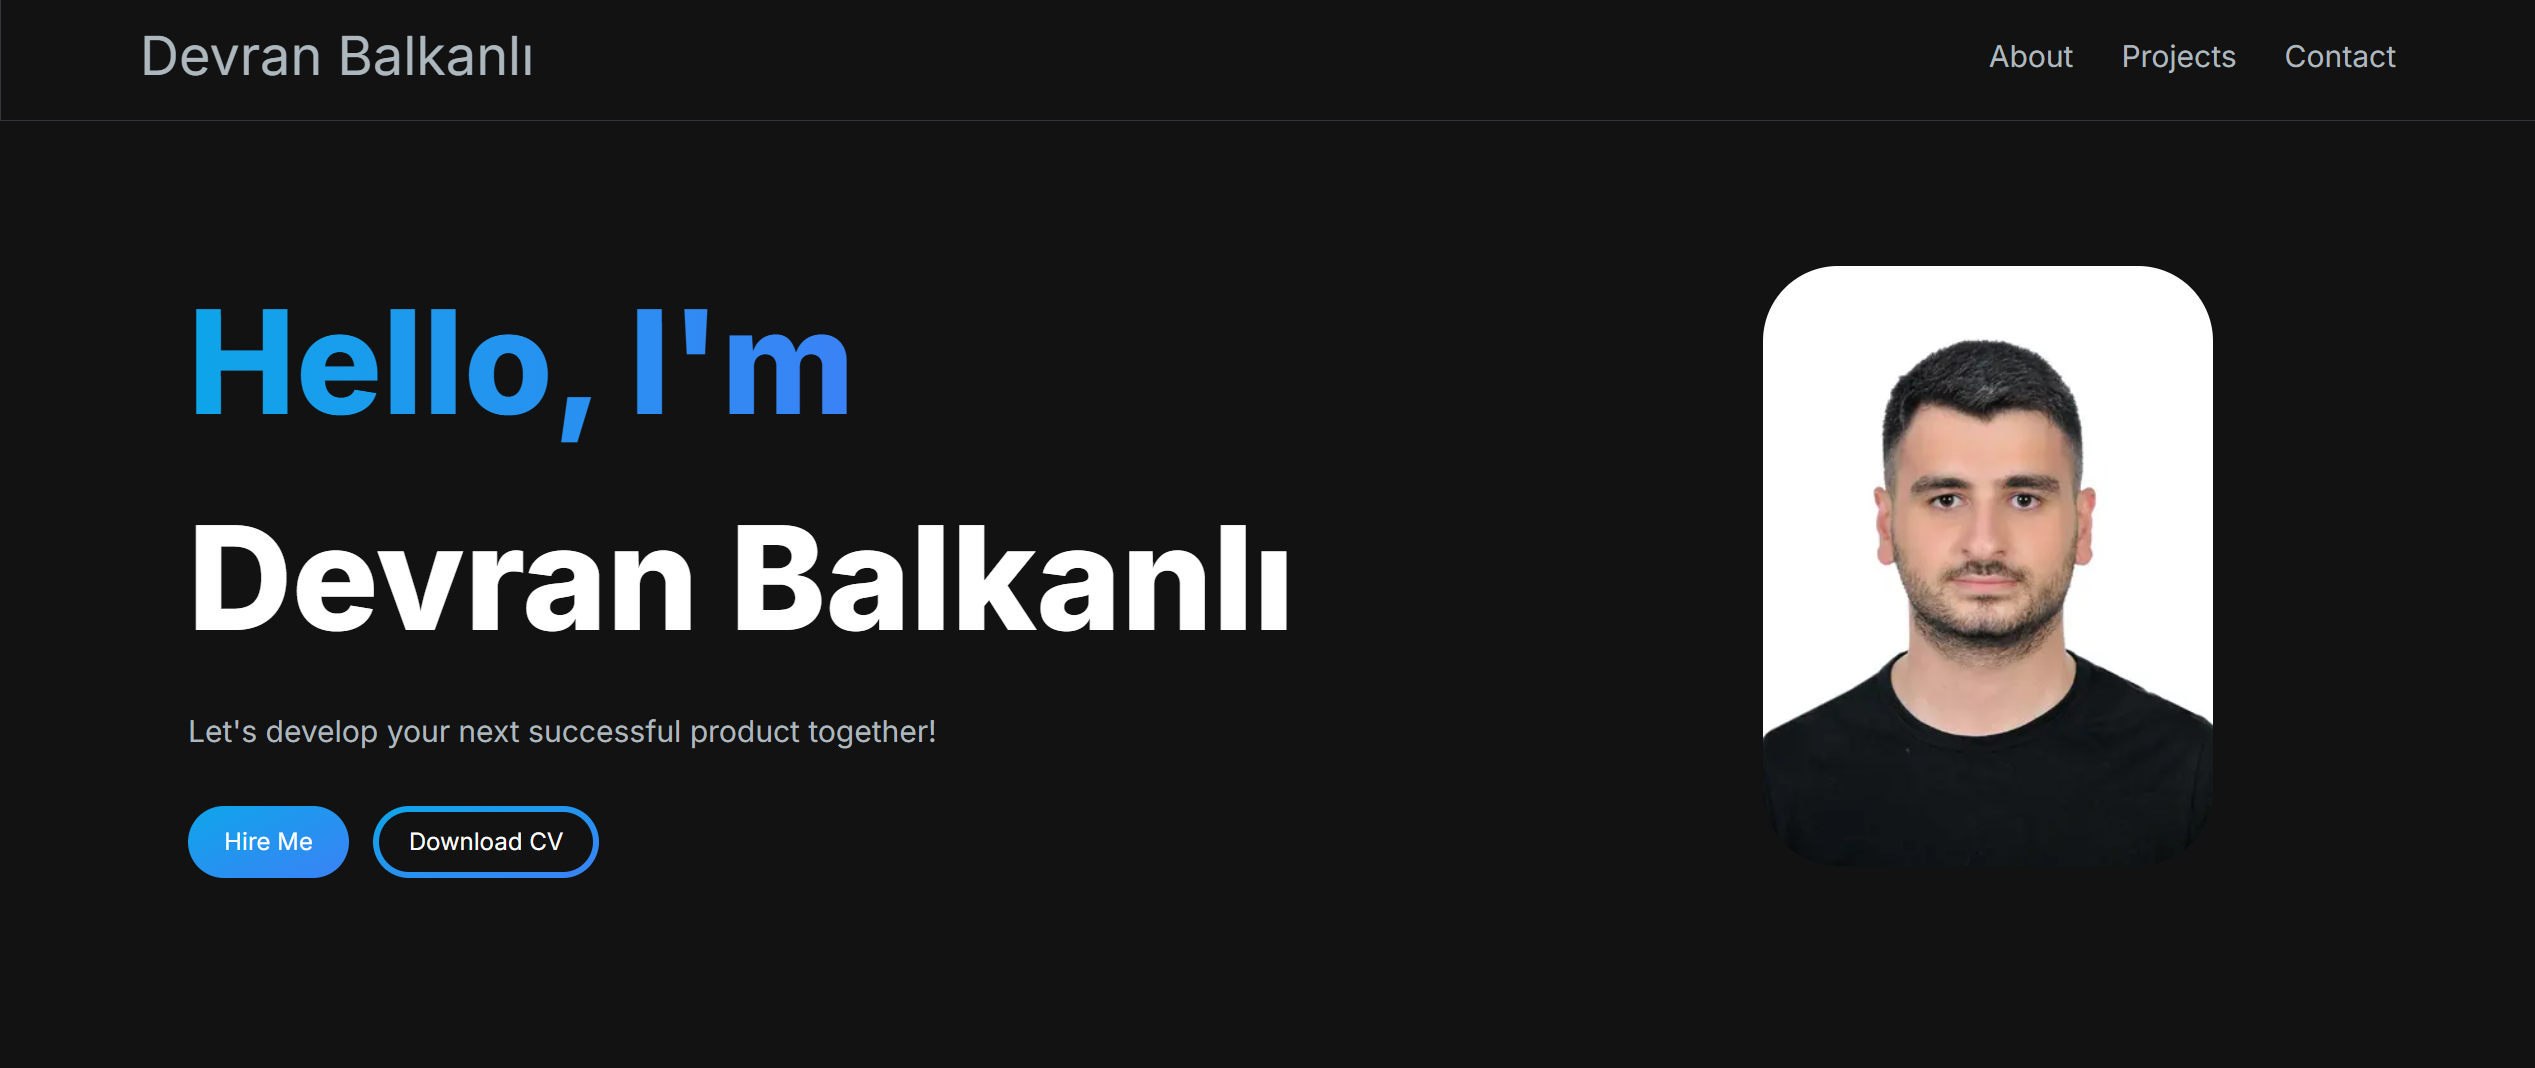 Devran Balkanlı
About Projects Contact
Hello, I'm
Devran Balkanlı
Let's develop your next successful product together!
Hire Me Download CV